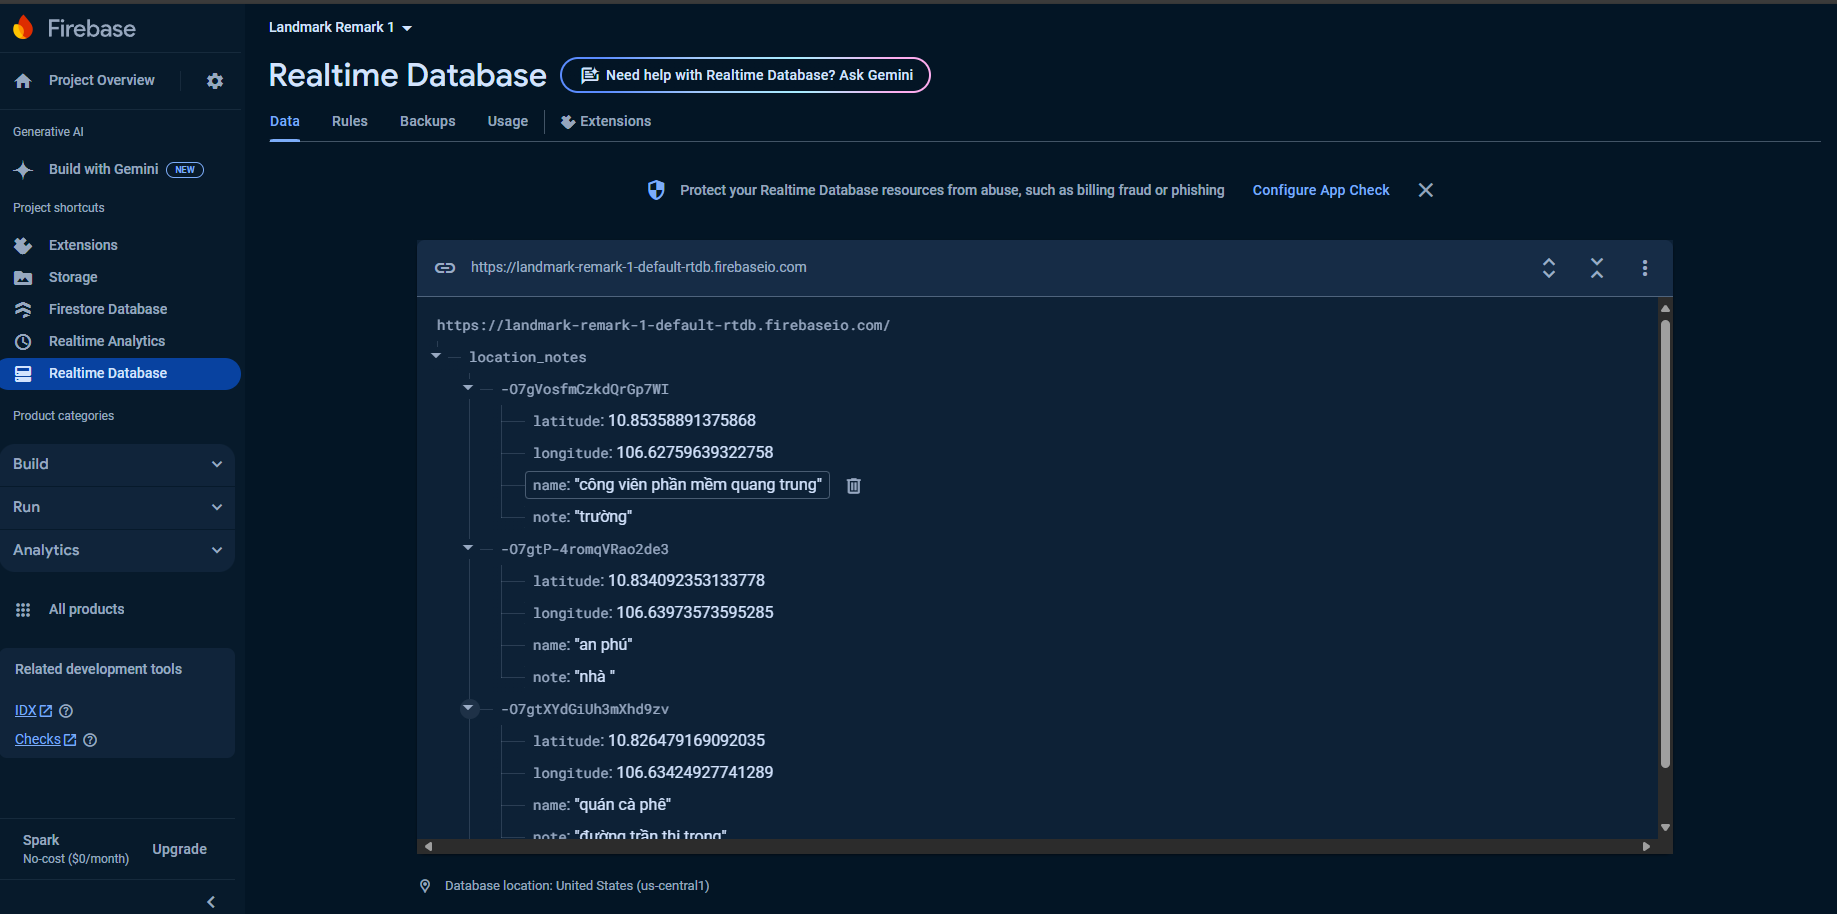 Firebase
Project Overview
Generative AI
Build with Gemini NEW
Project shortcuts
Extensions
Storage
Firestore Database
Realtime Analytics
Realtime Database
Product categories
Build
Run
Analytics
All products
Related development tools
IDX
Checks
Spark
No-cost ($0/month)
Upgrade
Landmark Remark 1
Realtime Database
Need help with Realtime Database? Ask Gemini
Data Rules Backups Usage Extensions
Protect your Realtime Database resources from abuse, such as billing fraud or phishing Configure App Check
https://landmark-remark-1-default-rtdb.firebaseio.com
https://landmark-remark-1-default-rtdb.firebaseio.com/
location_notes
-O7gVosfmCzkdQrGp7WI
latitude: 10.85358891375868
longitude: 106.62759639322758
name: "công viên phần mềm quang trung"
note: "trường"
-O7gtP-4romqVRao2de3
latitude: 10.834092353133778
longitude: 106.63973573595285
name: "an phú"
note: "nhà "
-O7gtXYdGiUh3mXhd9zv
latitude: 10.826479169092035
longitude: 106.63424927741289
name: "quán cà phê"
note: "đường trần thị trọng"
Database location: United States (us-central1)